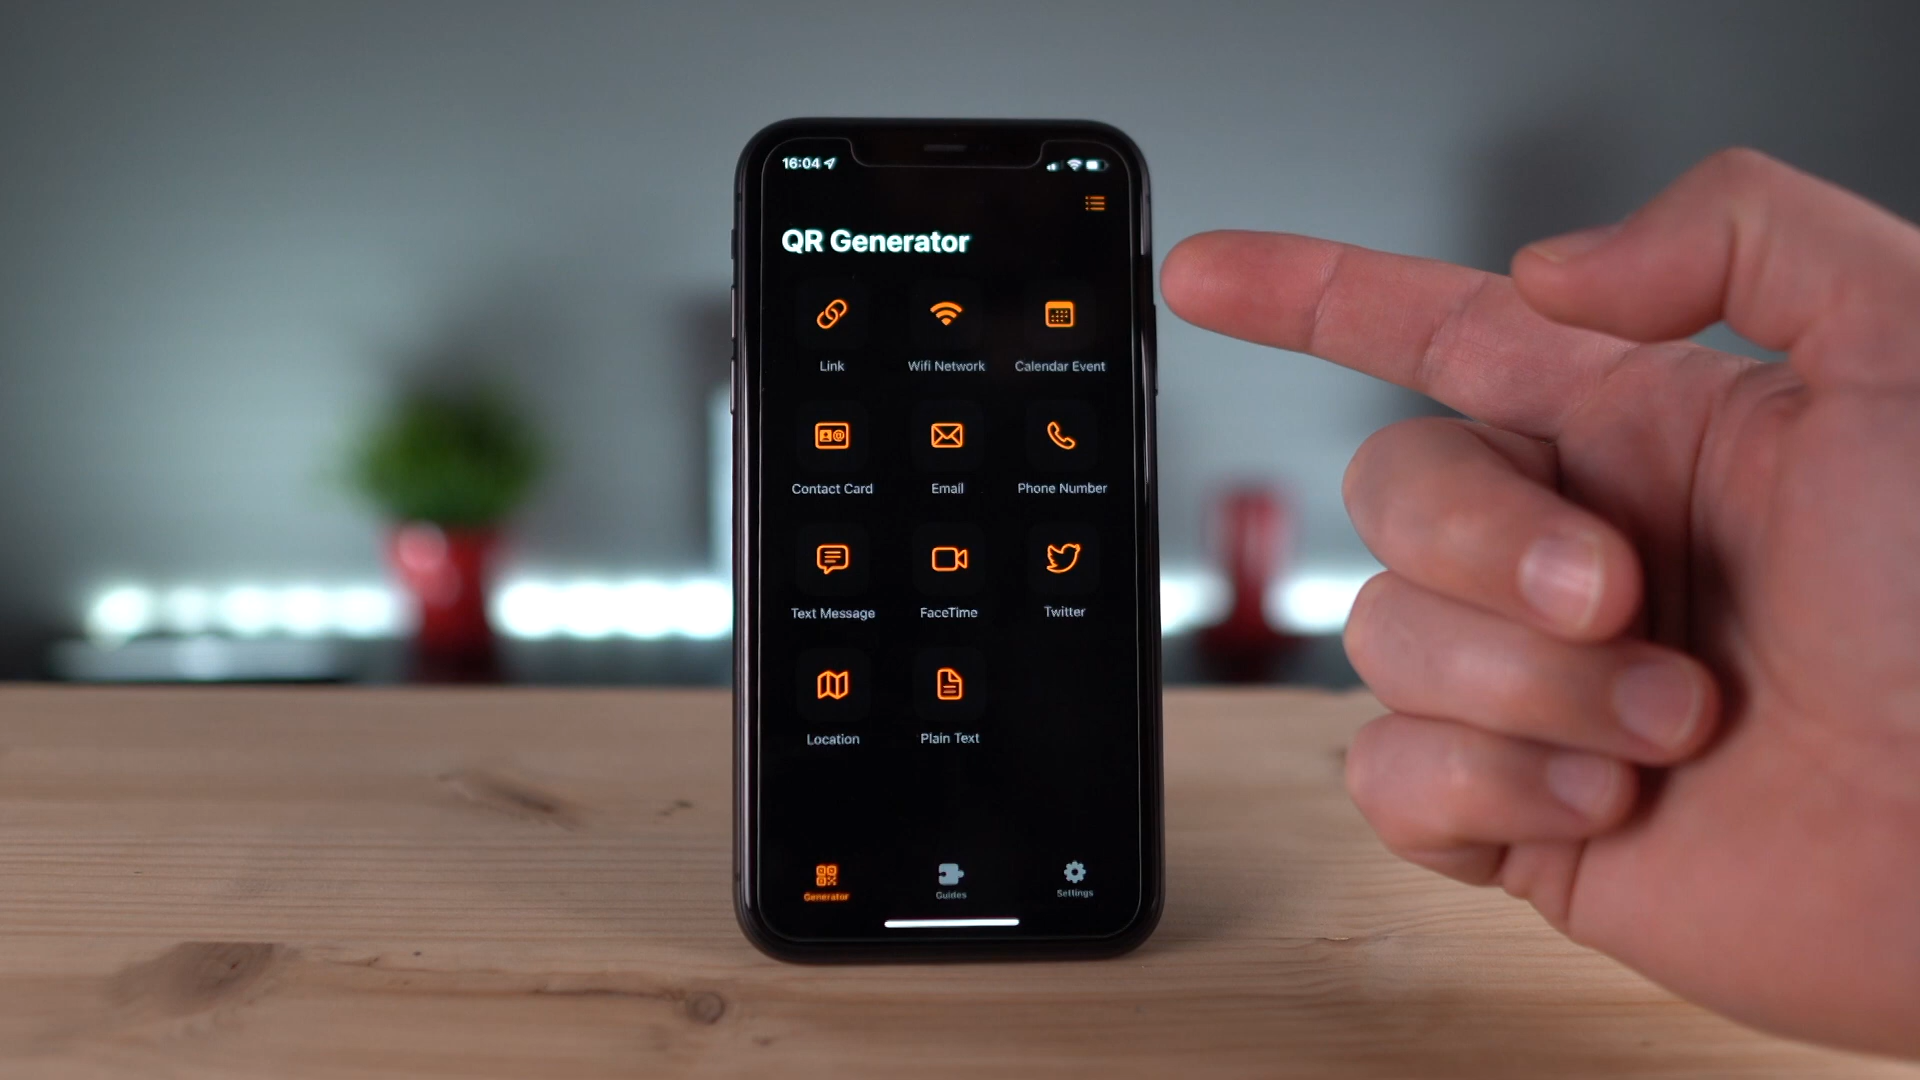 16:04
QR Generator
Link
Wifi Network
Calendar Event
Contact Card
Email
Phone Number
Text Message
FaceTime
Twitter
Location
Plain Text
Generator
Guides
Settings